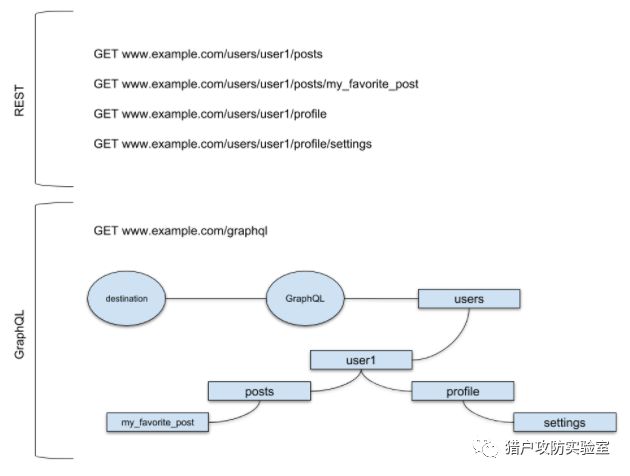 REST
GET www.example.com/users/user1/posts
GET www.example.com/users/user1/posts/my_favorite_post
GET www.example.com/users/user1/profile
GET www.example.com/users/user1/profile/settings
GraphQL
GET www.example.com/graphql
destination
GraphQL
users
user1
posts
profile
my_favorite_post
settings
猎户攻防实验室